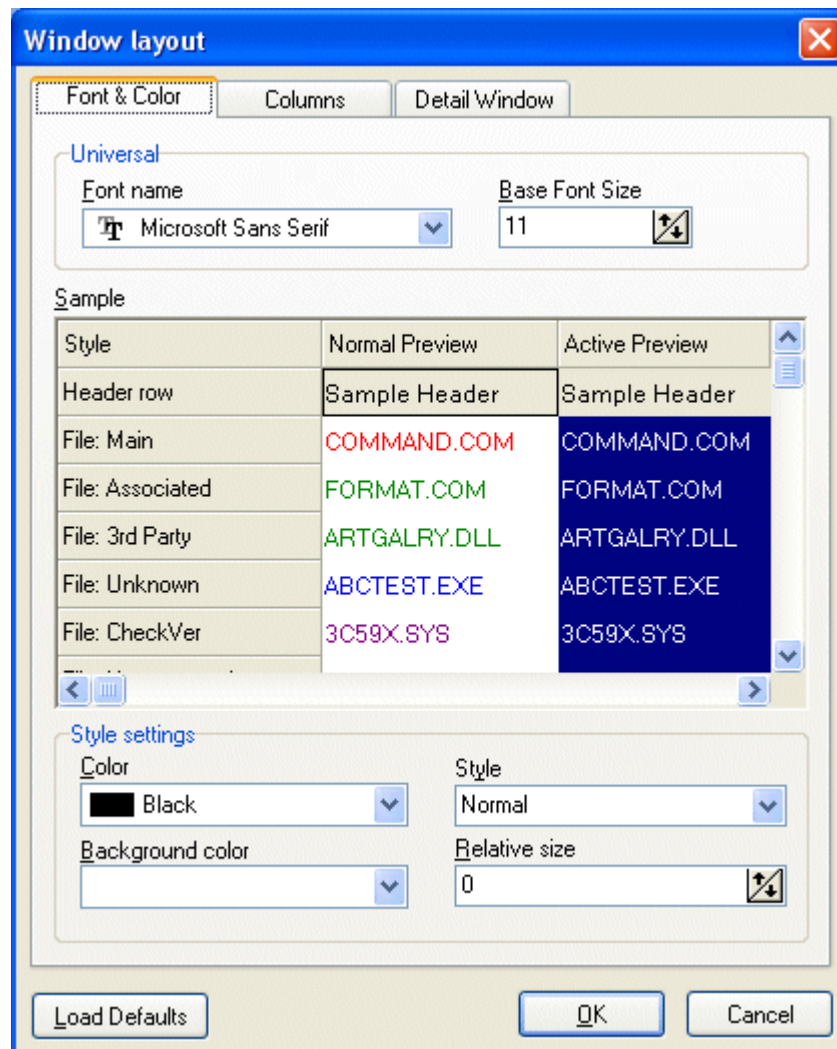 Window layout
Font & Color Columns Detail Window
Universal
Font name Base Font Size
Microsoft Sans Serif 11
Sample
Style Normal Preview Active Preview
Header row Sample Header Sample Header
File: Main COMMAND.COM COMMAND.COM
File: Associated FORMAT.COM FORMAT.COM
File: 3rd Party ARTGALRY.DLL ARTGALRY.DLL
File: Unknown ABCTEST.EXE ABCTEST.EXE
File: CheckVer 3C59X.SYS 3C59X.SYS
Style settings
Color Style
Black Normal
Background color Relative size
0
Load Defaults OK Cancel